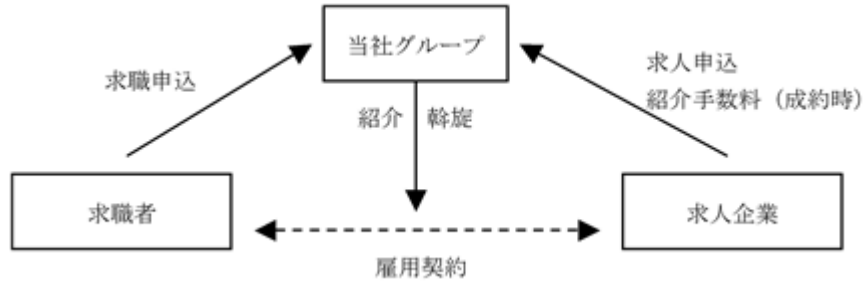 当社グループ
求職申込
求人申込
紹介手数料（成約時）
紹介 斡旋
求職者
求人企業
雇用契約